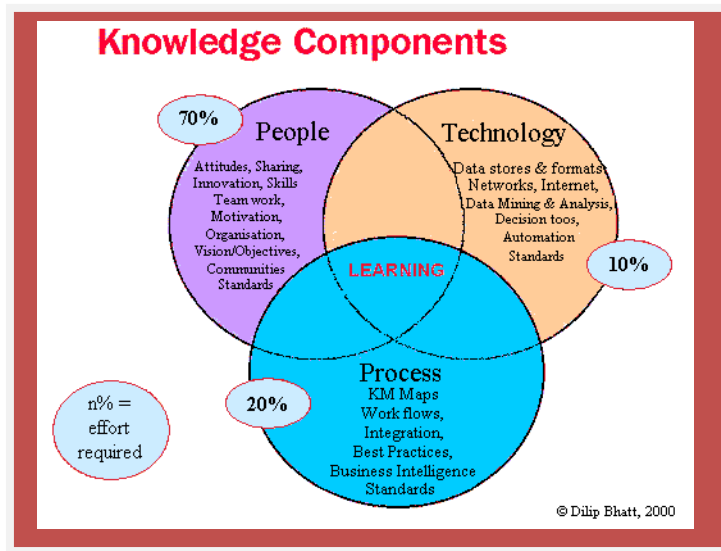 Knowledge Components
70%
People
Attitudes, Sharing,
Innovation, Skills
Team work,
Motivation,
Organisation,
Vision/Objectives,
Communities
Standards
Technology
Data stores & formats
Networks, Internet,
Data Mining & Analysis,
Decision toos,
Automation
Standards
10%
LEARNING
Process
KM Maps
Work flows,
Integration,
Best Practices,
Business Intelligence
Standards
20%
n% =
effort
required
© Dilip Bhatt, 2000